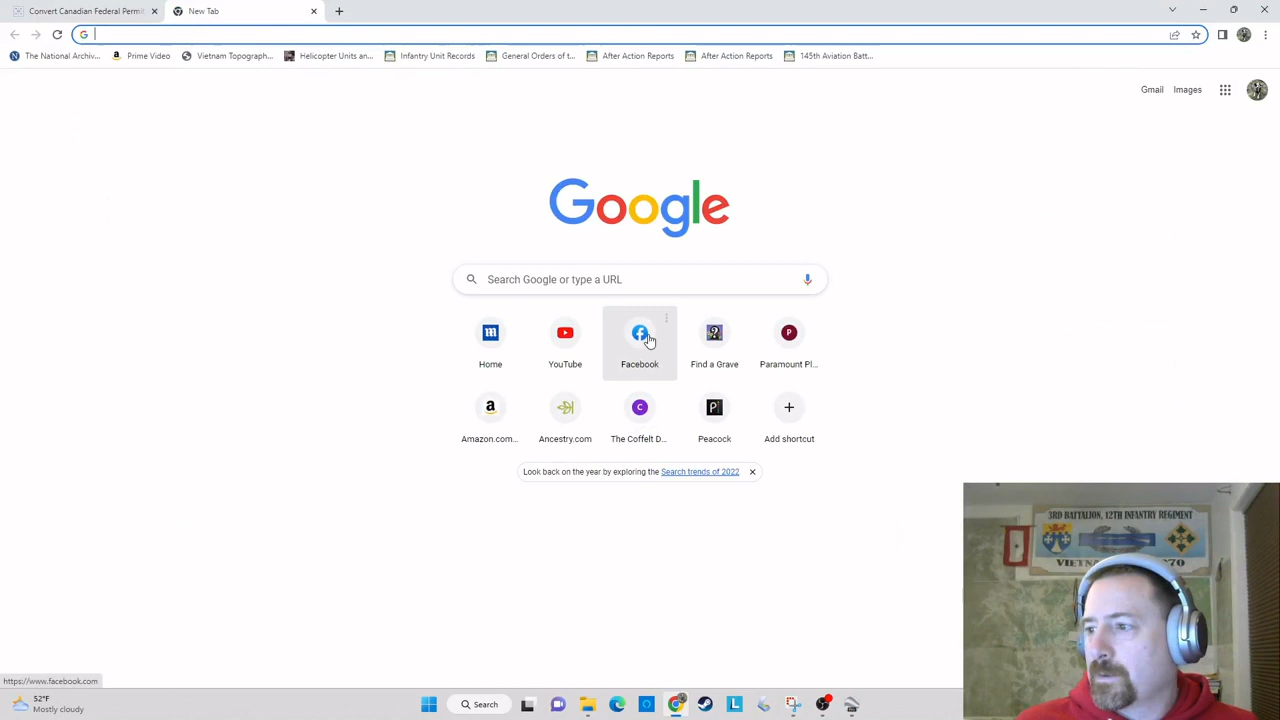 Convert Canadian Federal Permit
New Tab
The National Archiv...
Prime Video
Vietnam Topograph...
Helicopter Units an...
Infantry Unit Records
General Orders of t...
After Action Reports
After Action Reports
145th Aviation Batt...
Gmail
Images
Google
Search Google or type a URL
Home
YouTube
Facebook
Find a Grave
Paramount Pl...
Amazon.com...
Ancestry.com
The Coffelt D...
Peacock
Add shortcut
Look back on the year by exploring the Search trends of 2022
3RD BATTALION, 12TH INFANTRY REGIMENT
https://www.facebook.com
52°F
Mostly cloudy
Search